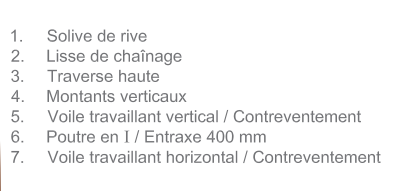 1. Solive de rive
2. Lisse de chaînage
3. Traverse haute
4. Montants verticaux
5. Voile travaillant vertical / Contreventement
6. Poutre en I / Entraxe 400 mm
7. Voile travaillant horizontal / Contreventement